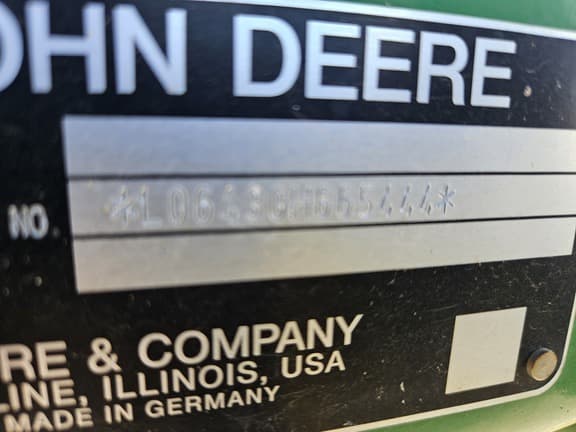 OHN DEERE
NO.
RE & COMPANY
LINE, ILLINOIS, USA
MADE IN GERMANY